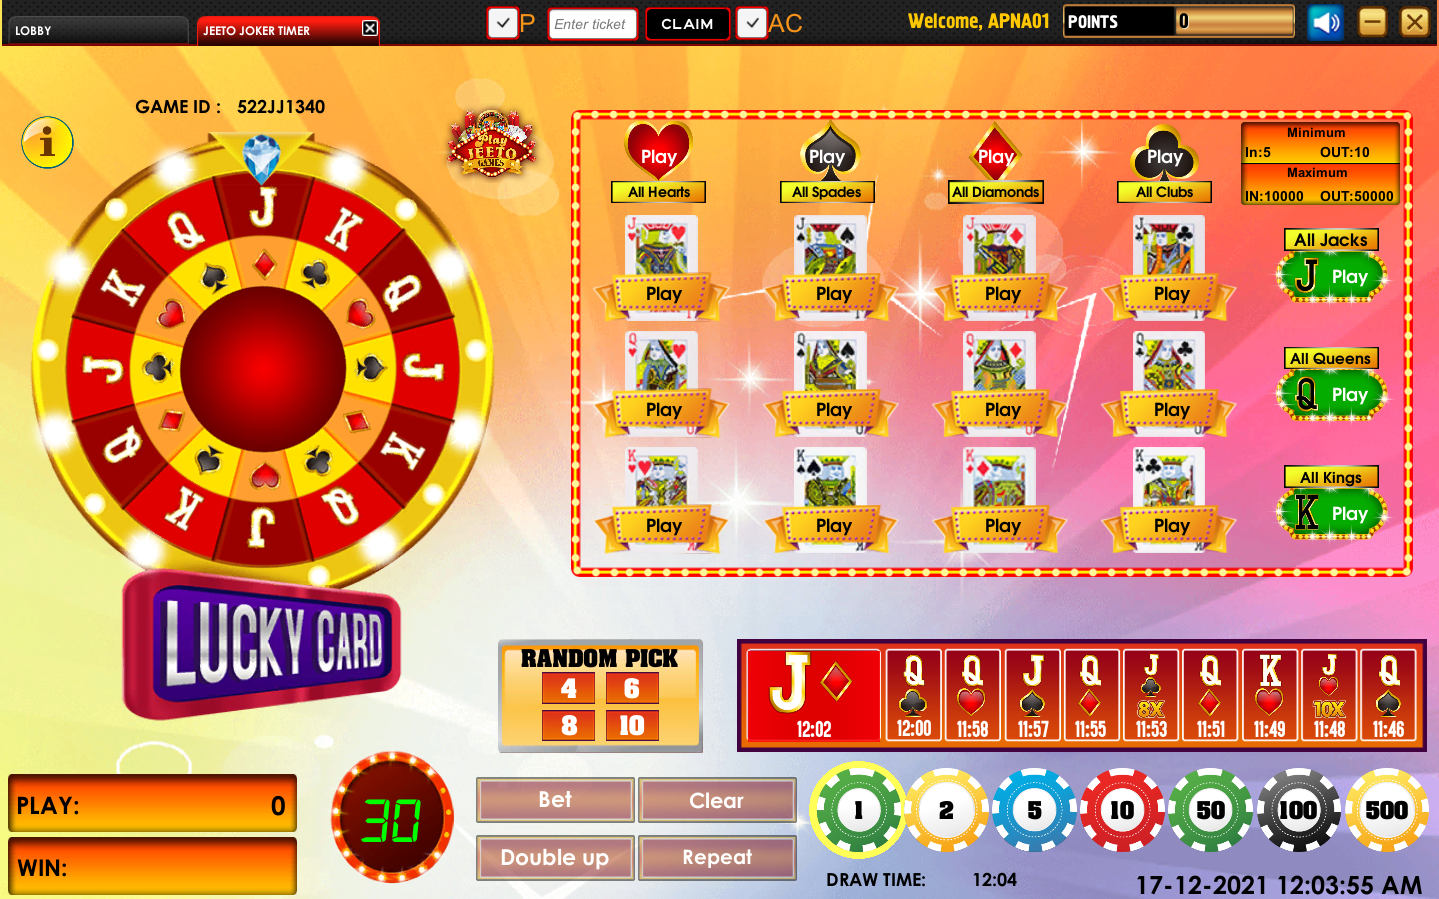 LOBBY
JEETO JOKER TIMER
P
Enter ticket
CLAIM
AC
Welcome, APNA01
POINTS 0
GAME ID : 522JJ1340
i
Play
JEETO
GAMES
J K Q J K Q J K Q J K Q
LUCKY CARD
Play Play Play Play
All Hearts All Spades All Diamonds All Clubs
Minimum
In:5 OUT:10
Maximum
IN:10000 OUT:50000
J J J J
Play Play Play Play
All Jacks
J Play
Q Q Q Q
Play Play Play Play
All Queens
Q Play
K K K K
Play Play Play Play
All Kings
K Play
RANDOM PICK
4 6
8 10
J Q Q J Q J Q K J Q
8X 10X
12:02 12:00 11:58 11:57 11:55 11:53 11:51 11:49 11:48 11:46
PLAY: 0
WIN:
30
Bet Clear
Double up Repeat
1 2 5 10 50 100 500
DRAW TIME: 12:04
17-12-2021 12:03:55 AM